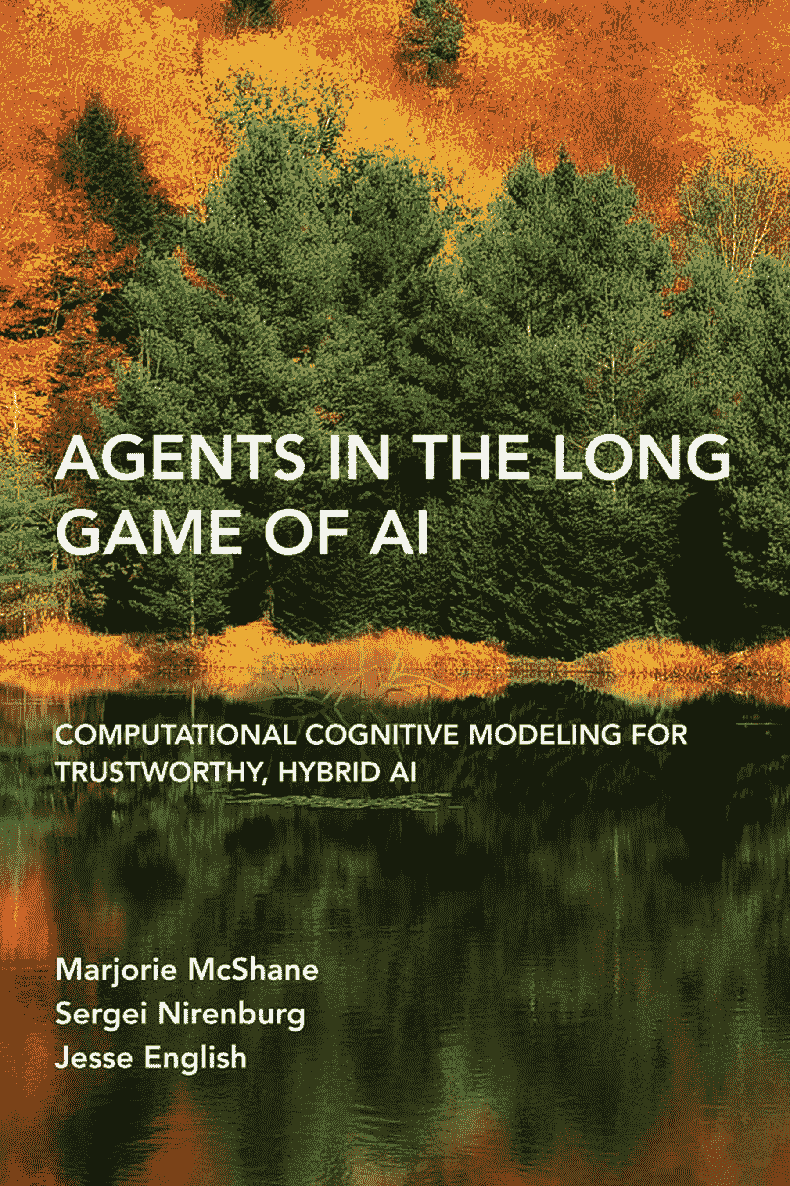 AGENTS IN THE LONG
GAME OF AI
COMPUTATIONAL COGNITIVE MODELING FOR
TRUSTWORTHY, HYBRID AI
Marjorie McShane
Sergei Nirenburg
Jesse English